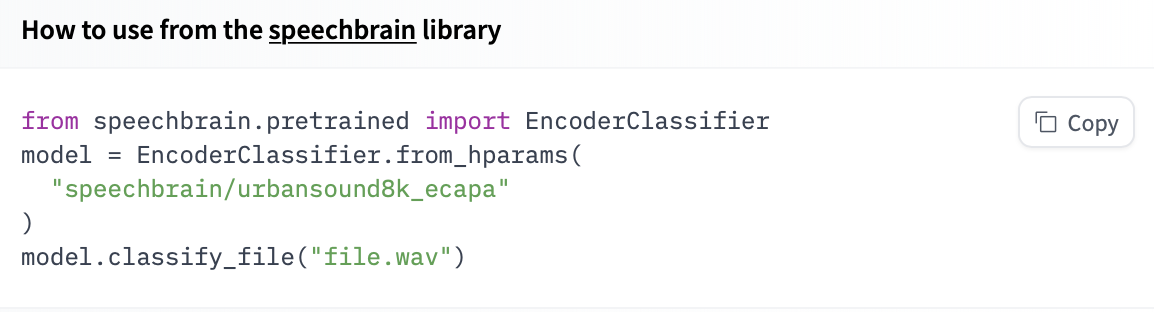 How to use from the speechbrain library
Copy
from speechbrain.pretrained import EncoderClassifier
model = EncoderClassifier.from_hparams(
  "speechbrain/urbansound8k_ecapa"
)
model.classify_file("file.wav")